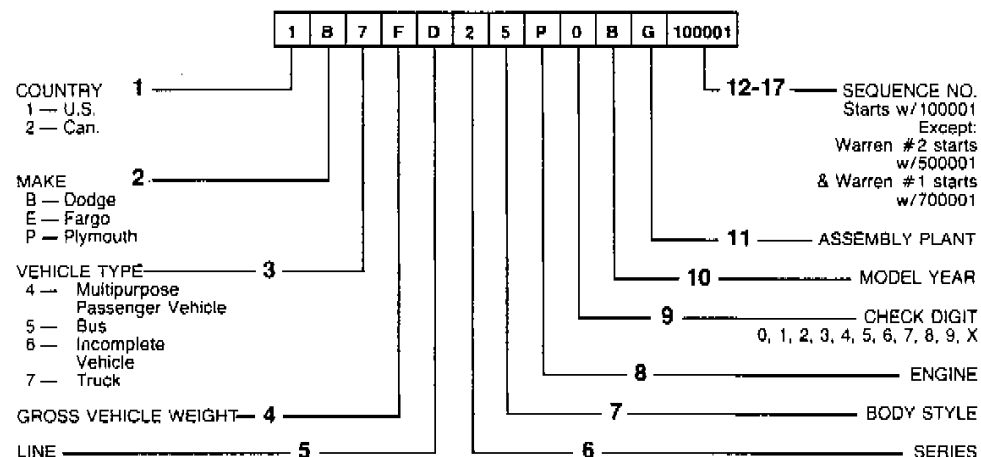 1 B 7 F D 2 5 P 0 B G 100001
COUNTRY 1
1 — U.S.
2 — Can.
MAKE 2
B — Dodge
E — Fargo
P — Plymouth
VEHICLE TYPE 3
4 — Multipurpose
Passenger Vehicle
5 — Bus
6 — Incomplete
Vehicle
7 — Truck
GROSS VEHICLE WEIGHT 4
LINE 5
12-17 SEQUENCE NO.
Starts w/100001
Except:
Warren #2 starts
w/500001
& Warren #1 starts
w/700001
11 ASSEMBLY PLANT
10 MODEL YEAR
9 CHECK DIGIT
0, 1, 2, 3, 4, 5, 6, 7, 8, 9, X
8 ENGINE
7 BODY STYLE
6 SERIES